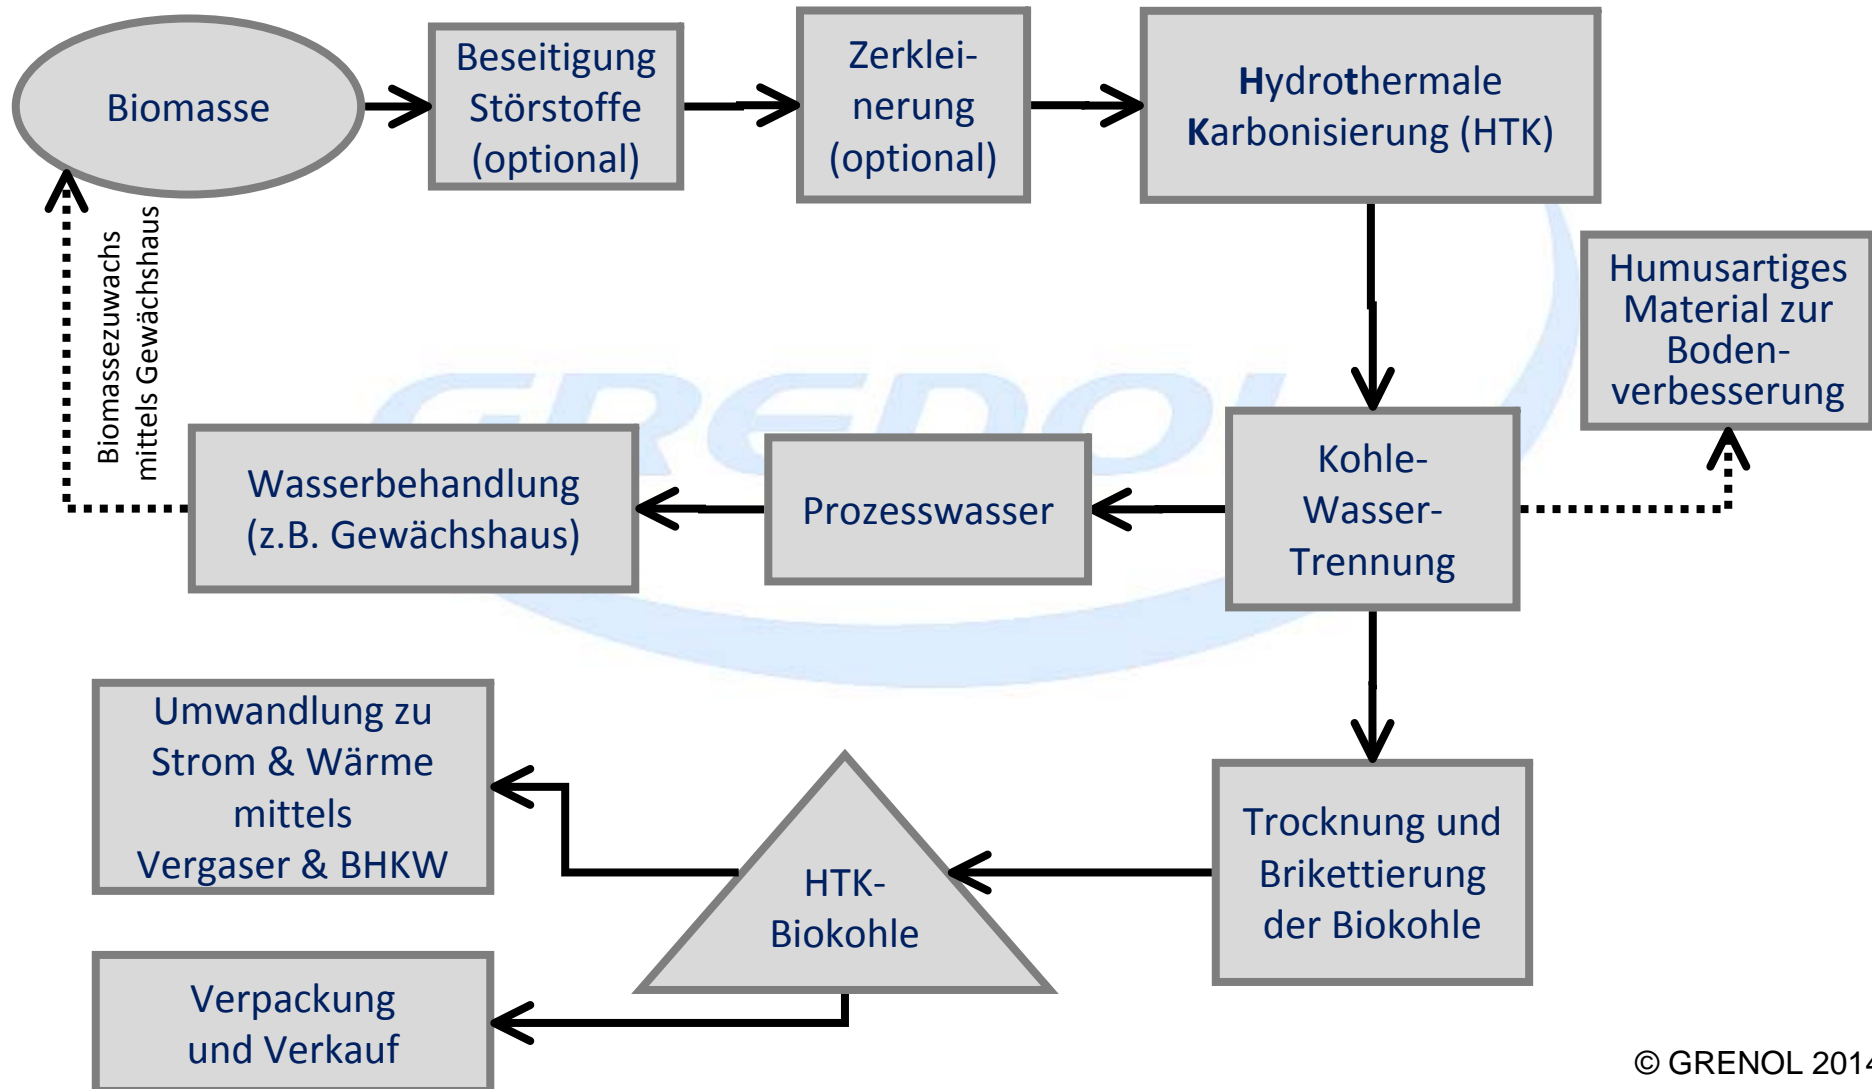 Biomasse
Beseitigung
Störstoffe
(optional)
Zerklei-
nerung
(optional)
Hydrothermale
Karbonisierung (HTK)
Biomassezuwachs
mittels Gewächshaus
Humusartiges
Material zur
Boden-
verbesserung
GREDOL
Wasserbehandlung
(z.B. Gewächshaus)
Prozesswasser
Kohle-
Wasser-
Trennung
Umwandlung zu
Strom & Wärme
mittels
Vergaser & BHKW
HTK-
Biokohle
Trocknung und
Brikettierung
der Biokohle
Verpackung
und Verkauf
© GRENOL 2014